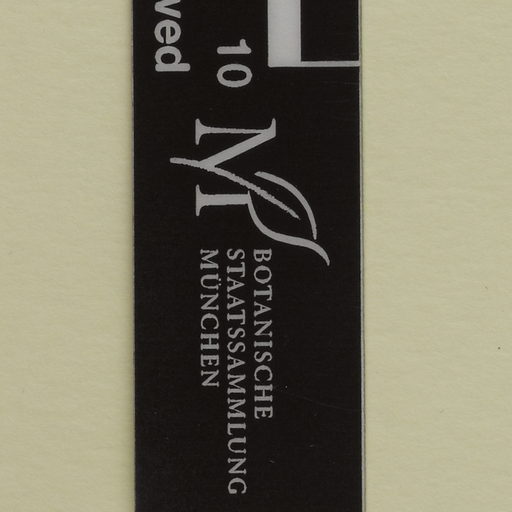 10
ved
M
BOTANISCHE
STAATSSAMMLUNG
MÜNCHEN